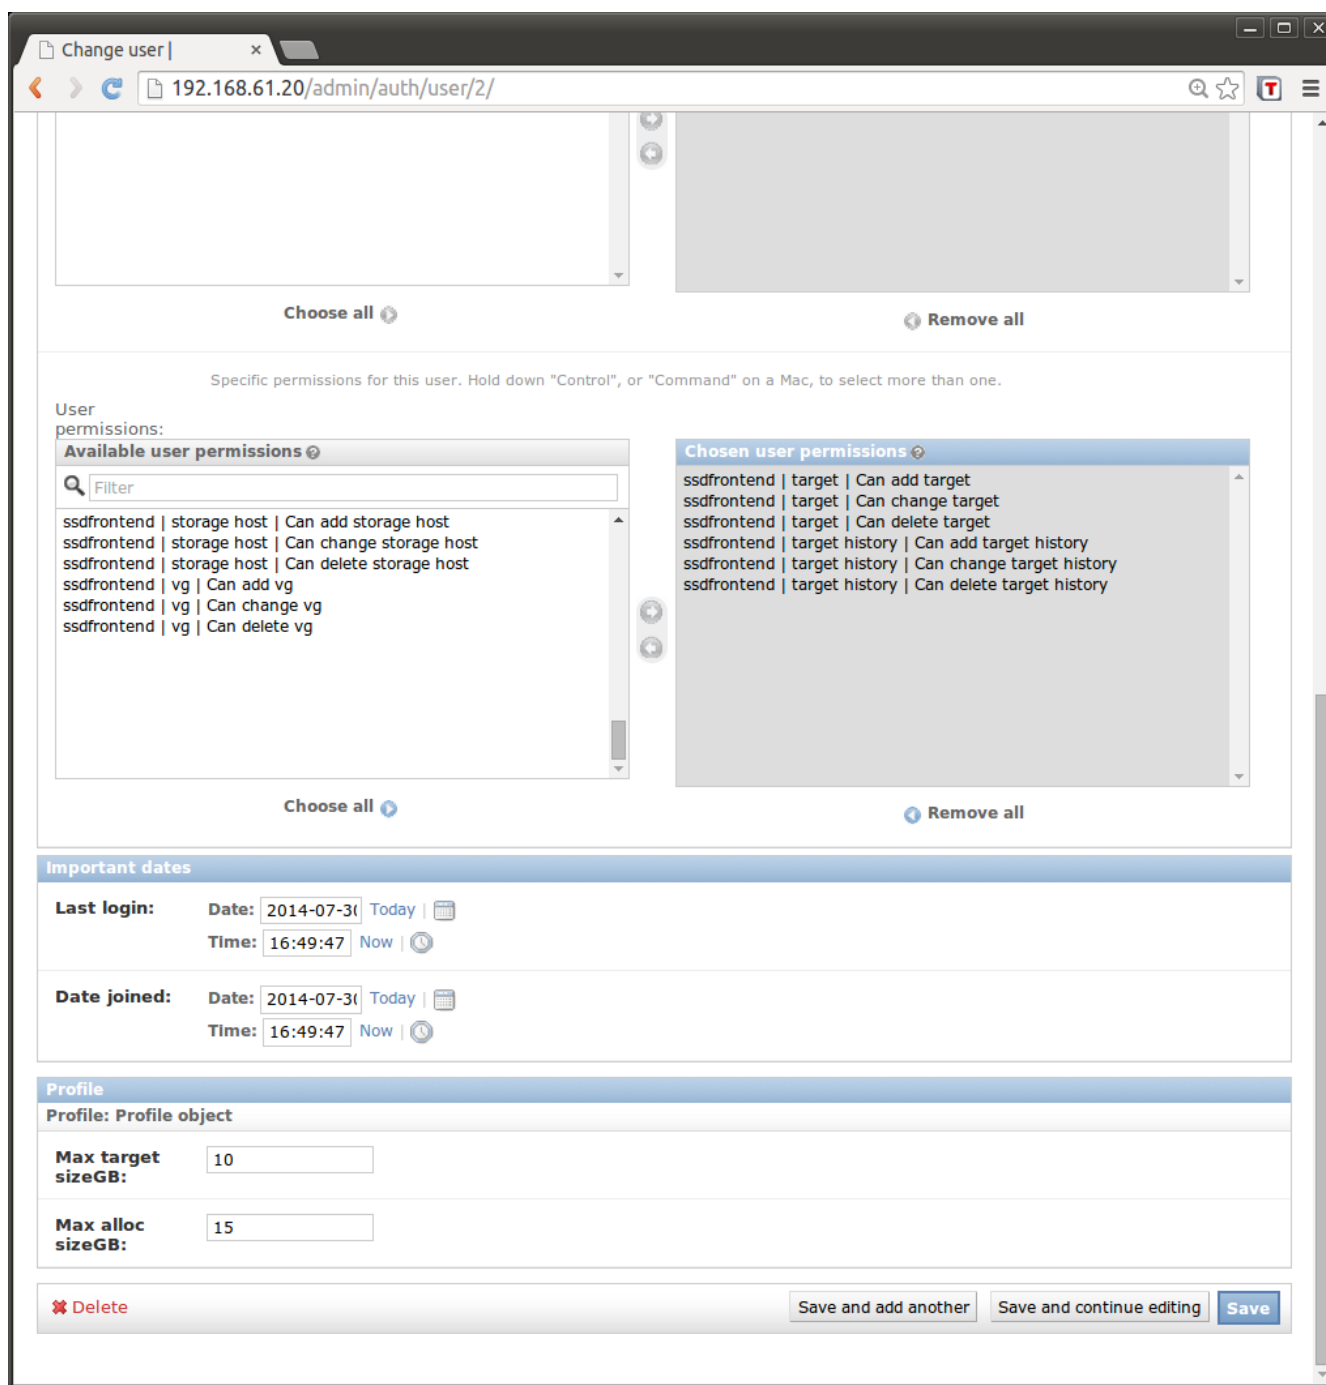 Change user |
192.168.61.20/admin/auth/user/2/
Choose all
Remove all
Specific permissions for this user. Hold down "Control", or "Command" on a Mac, to select more than one.
User
permissions:
Available user permissions
Chosen user permissions
Filter
ssdfrontend | storage host | Can add storage host
ssdfrontend | storage host | Can change storage host
ssdfrontend | storage host | Can delete storage host
ssdfrontend | vg | Can add vg
ssdfrontend | vg | Can change vg
ssdfrontend | vg | Can delete vg
ssdfrontend | target | Can add target
ssdfrontend | target | Can change target
ssdfrontend | target | Can delete target
ssdfrontend | target history | Can add target history
ssdfrontend | target history | Can change target history
ssdfrontend | target history | Can delete target history
Choose all
Remove all
Important dates
Last login: Date: 2014-07-30 Today |
Time: 16:49:47 Now |
Date joined: Date: 2014-07-30 Today |
Time: 16:49:47 Now |
Profile
Profile: Profile object
Max target
sizeGB:
10
Max alloc
sizeGB:
15
Delete
Save and add another
Save and continue editing
Save